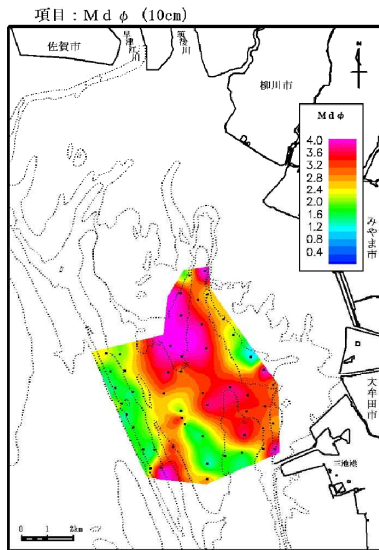 項目：Ｍｄφ (10cm)
佐賀市
早津江川
筑後川
柳川市
N
Mdφ
4.0
3.6
3.2
2.8
2.4
2.0
1.6
1.2
0.8
0.4
みやま市
大牟田市
三池港
0 1 2km